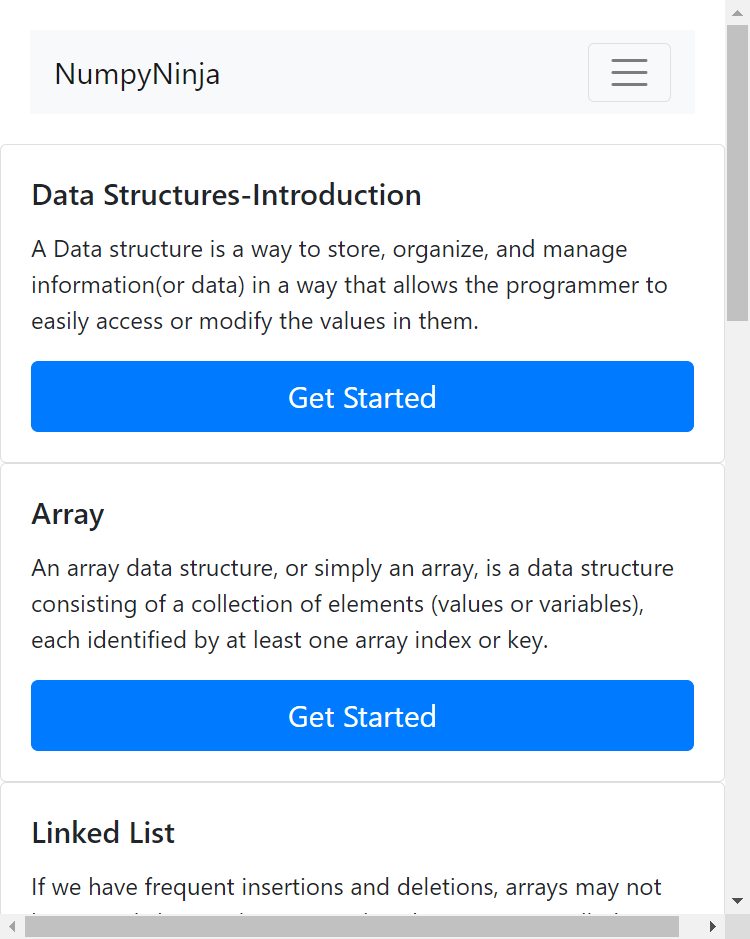 NumpyNinja
Data Structures-Introduction
A Data structure is a way to store, organize, and manage
information(or data) in a way that allows the programmer to
easily access or modify the values in them.
Get Started
Array
An array data structure, or simply an array, is a data structure
consisting of a collection of elements (values or variables),
each identified by at least one array index or key.
Get Started
Linked List
If we have frequent insertions and deletions, arrays may not